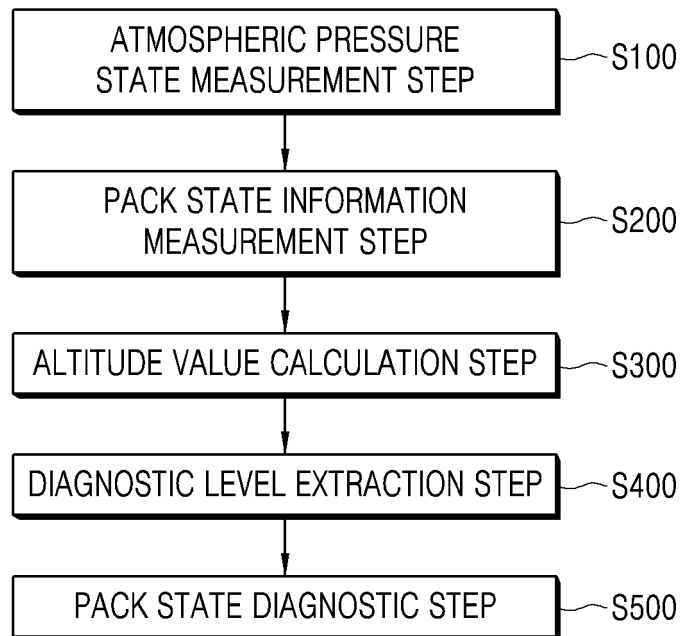 ATMOSPHERIC PRESSURE
STATE MEASUREMENT STEP
S100
PACK STATE INFORMATION
MEASUREMENT STEP
S200
ALTITUDE VALUE CALCULATION STEP
S300
DIAGNOSTIC LEVEL EXTRACTION STEP
S400
PACK STATE DIAGNOSTIC STEP
S500